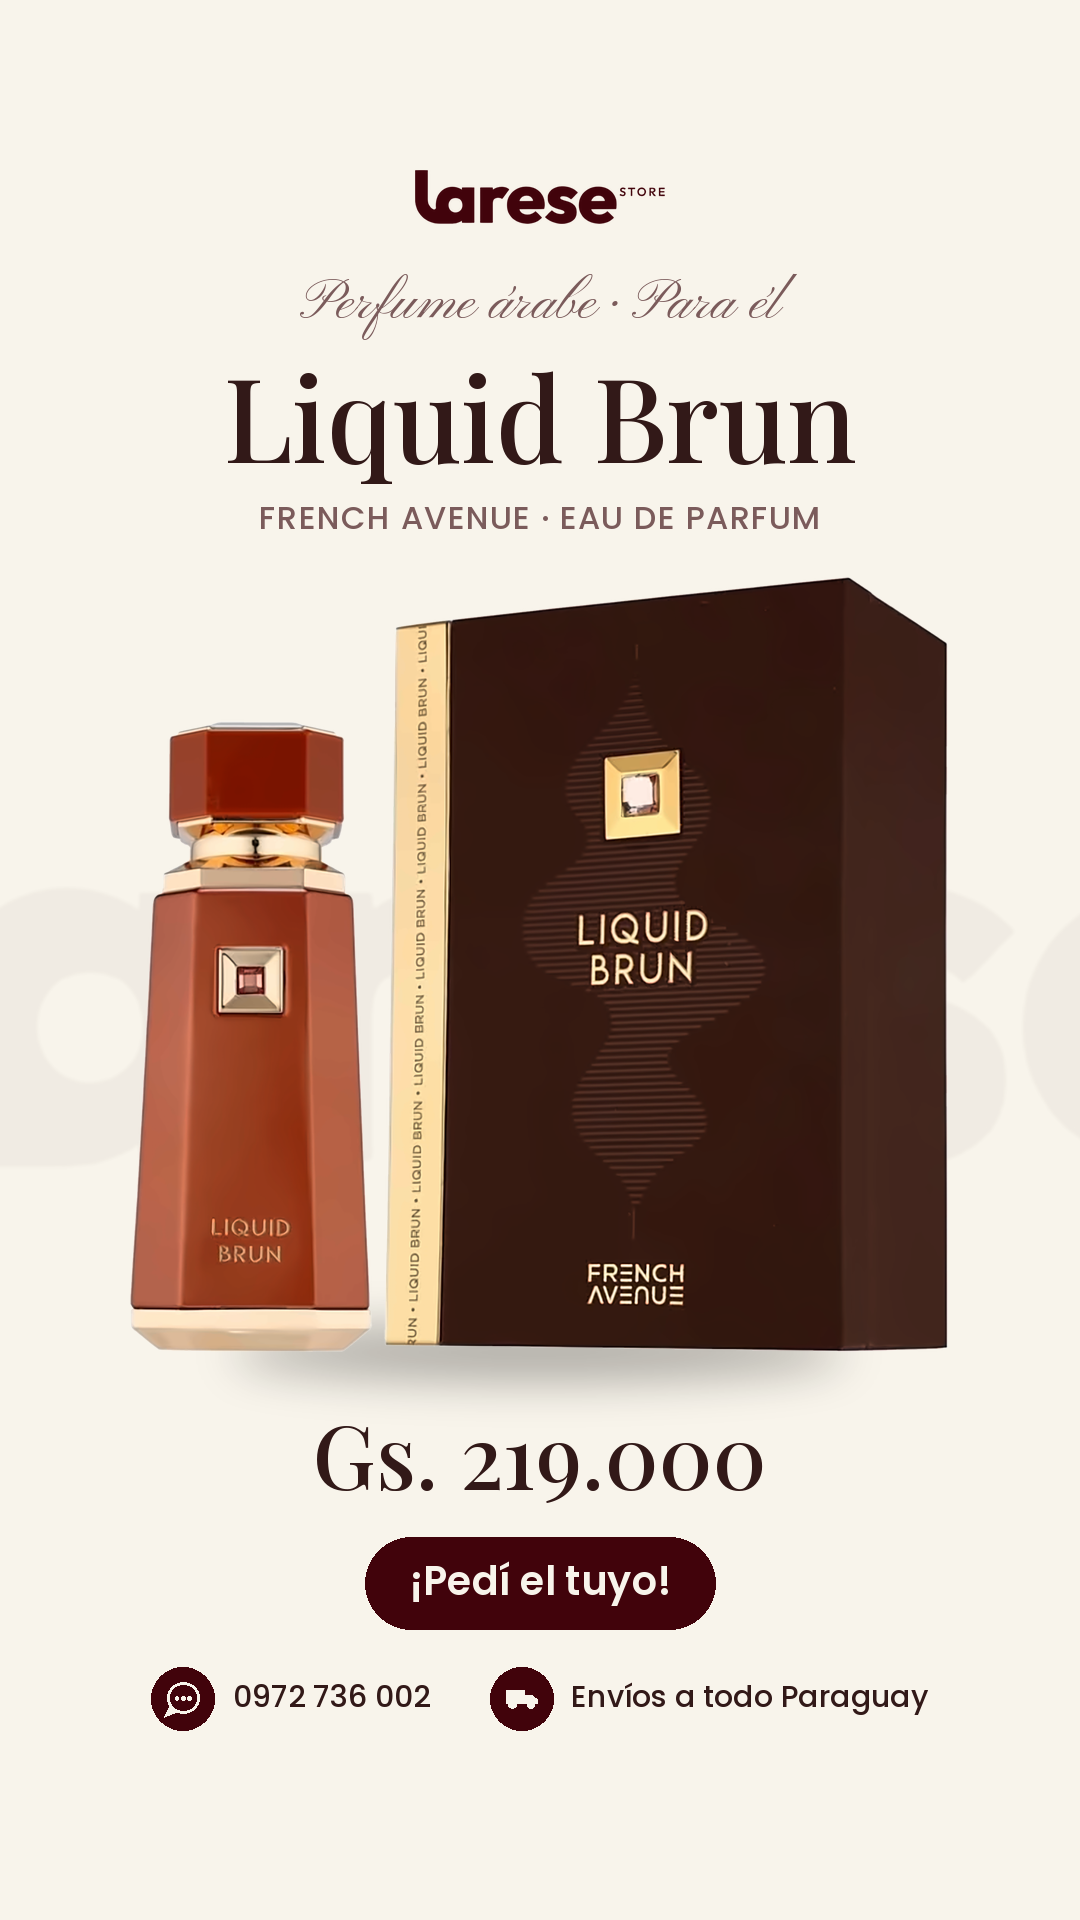 larese STORE
Perfume árabe · Para él
Liquid Brun
FRENCH AVENUE · EAU DE PARFUM
LIQUID
BRUN
RUN • LIQUID BRUN • LIQUID BRUN • LIQUID BRUN • LIQUID BRUN • LIQUID BRUN • LIQUID BRUN • LIQU
LIQUID
BRUN
FRENCH
AVENUE
Gs. 219.000
¡Pedí el tuyo!
0972 736 002
Envíos a todo Paraguay